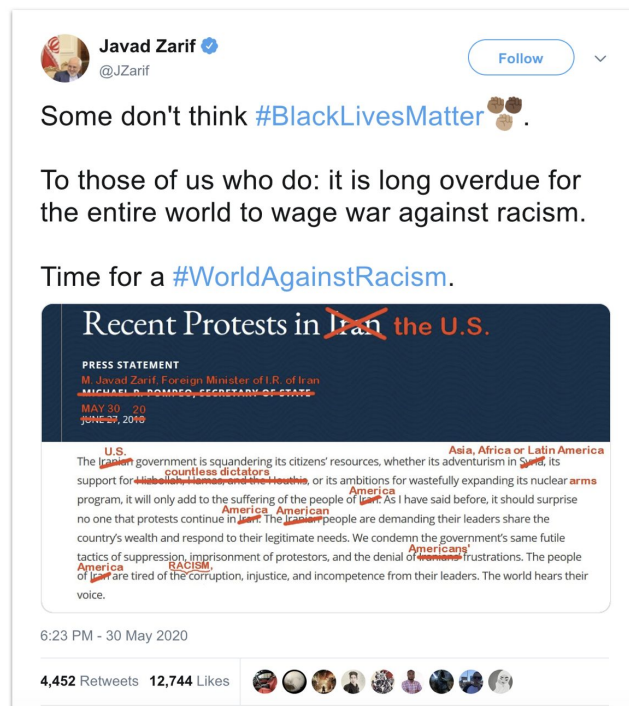 Javad Zarif
@JZarif
Follow
Some don't think #BlackLivesMatter✊🏾✊🏿✊🏼.
To those of us who do: it is long overdue for
the entire world to wage war against racism.
Time for a #WorldAgainstRacism.
Recent Protests in Iran the U.S.
PRESS STATEMENT
M. Javad Zarif, Foreign Minister of I.R. of Iran
MICHAEL R. POMPEO, SECRETARY OF STATE
MAY 30 20
JUNE 27, 2018
U.S. Asia, Africa or Latin America
The Iranian government is squandering its citizens' resources, whether its adventurism in Syria, its
countless dictators
support for Hizballah, Hamas, and the Houthis, or its ambitions for wastefully expanding its nuclear arms
America
program, it will only add to the suffering of the people of Iran. As I have said before, it should surprise
America American
no one that protests continue in Iran. The Iranian people are demanding their leaders share the
country's wealth and respond to their legitimate needs. We condemn the government's same futile
Americans'
tactics of suppression, imprisonment of protestors, and the denial of Iranians frustrations. The people
America RACISM,
of Iran are tired of the corruption, injustice, and incompetence from their leaders. The world hears their
voice.
6:23 PM - 30 May 2020
4,452 Retweets 12,744 Likes